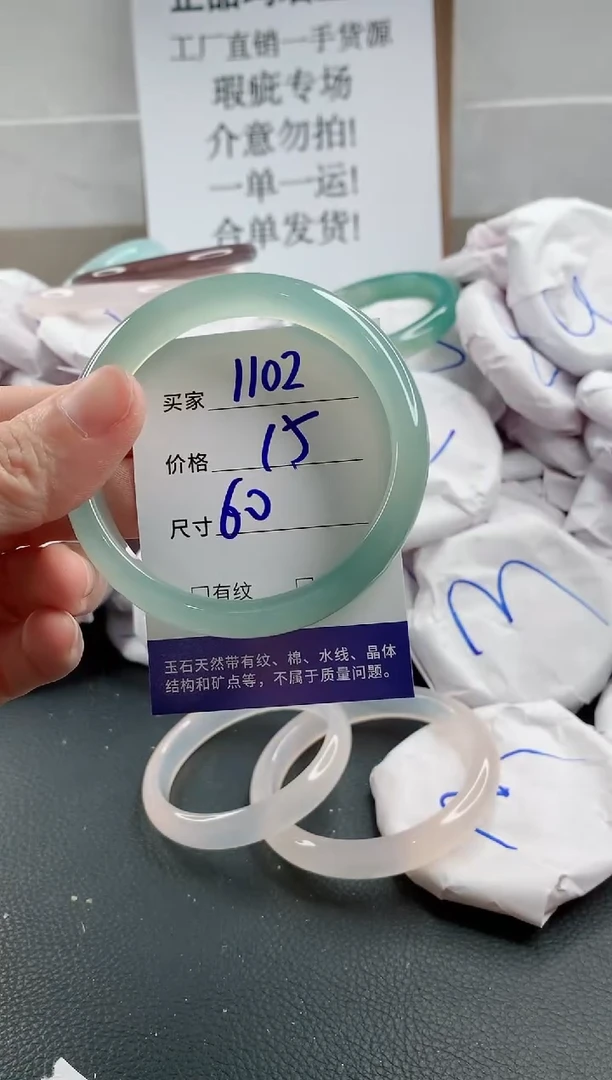 工厂直销一手货源
瑕疵专场
介意勿拍!
一单一运!
合单发货!
买家 1102
价格 15
尺寸 60
□有纹 □
玉石天然带有纹、棉、水线、晶体
结构和矿点等，不属于质量问题。